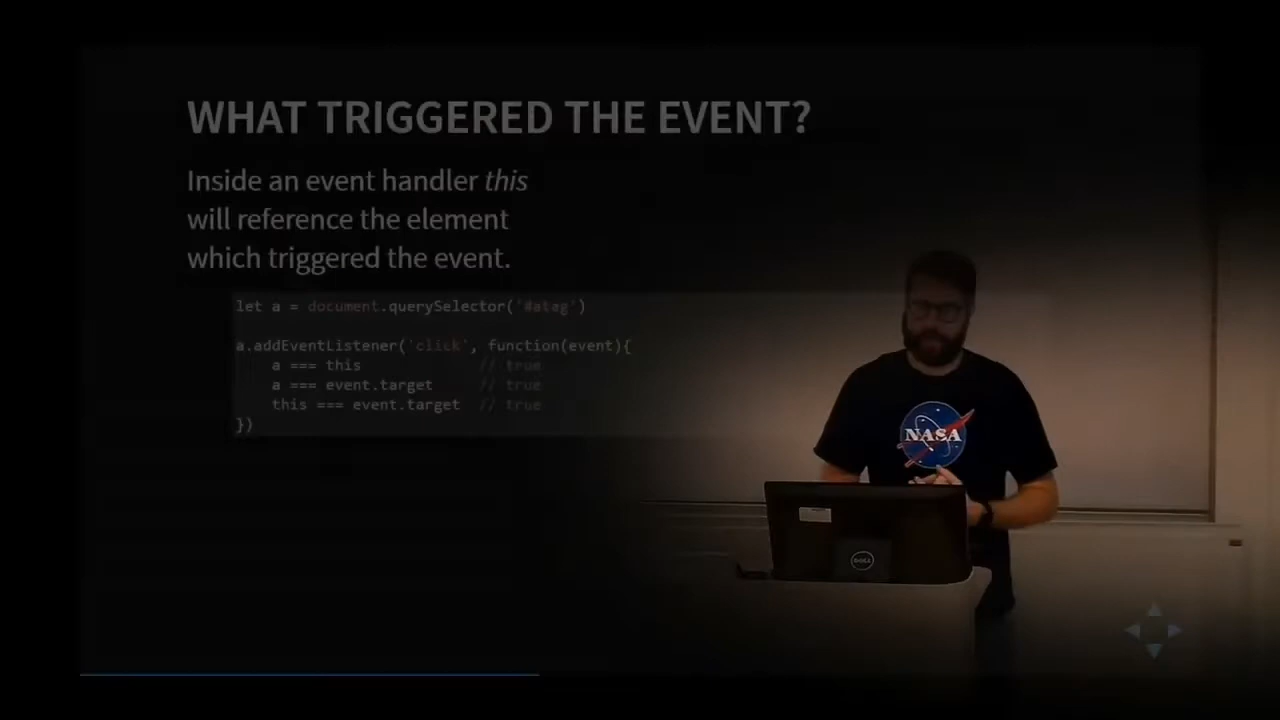 WHAT TRIGGERED THE EVENT?
Inside an event handler this
will reference the element
which triggered the event.
let a = document.querySelector('#atag')
a.addEventListener('click', function(event){
a === this // true
a === event.target // true
this === event.target // true
})
NASA
DELL